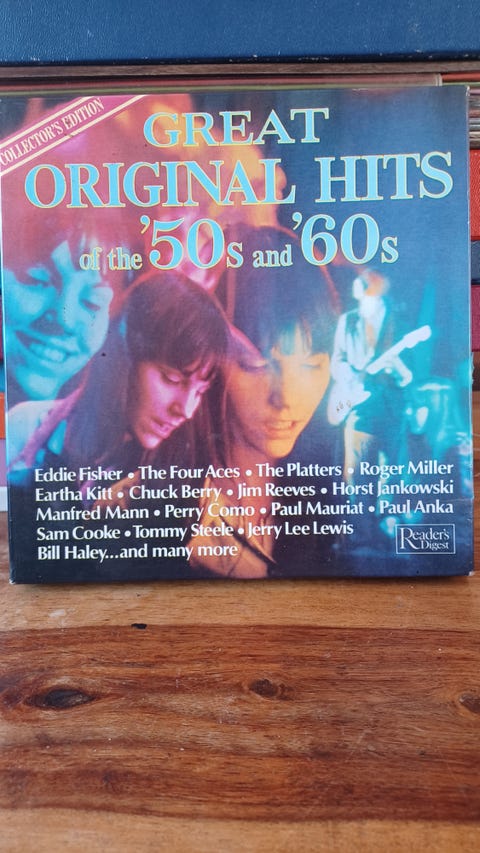 COLLECTOR'S EDITION
GREAT
ORIGINAL HITS
of the '50s and '60s
Eddie Fisher • The Four Aces • The Platters • Roger Miller
Eartha Kitt • Chuck Berry • Jim Reeves • Horst Jankowski
Manfred Mann • Perry Como • Paul Mauriat • Paul Anka
Sam Cooke • Tommy Steele • Jerry Lee Lewis
Bill Haley...and many more
Reader's
Digest